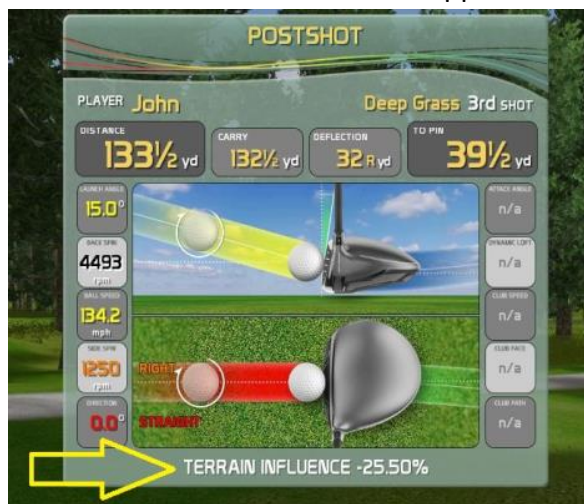 POSTSHOT
PLAYER John Deep Grass 3rd SHOT
DISTANCE CARRY DEFLECTION TO PIN
133½ yd 132½ yd 32 R yd 39½ yd
LAUNCH ANGLE ATTACK ANGLE
15.0° n/a
BACK SPIN DYNAMIC LOFT
4493 n/a
rpm
BALL SPEED CLUB SPEED
134.2 n/a
mph
SIDE SPIN CLUB FACE
1250 RIGHT n/a
rpm
DIRECTION CLUB PATH
0.0° STRAIGHT n/a
TERRAIN INFLUENCE -25.50%